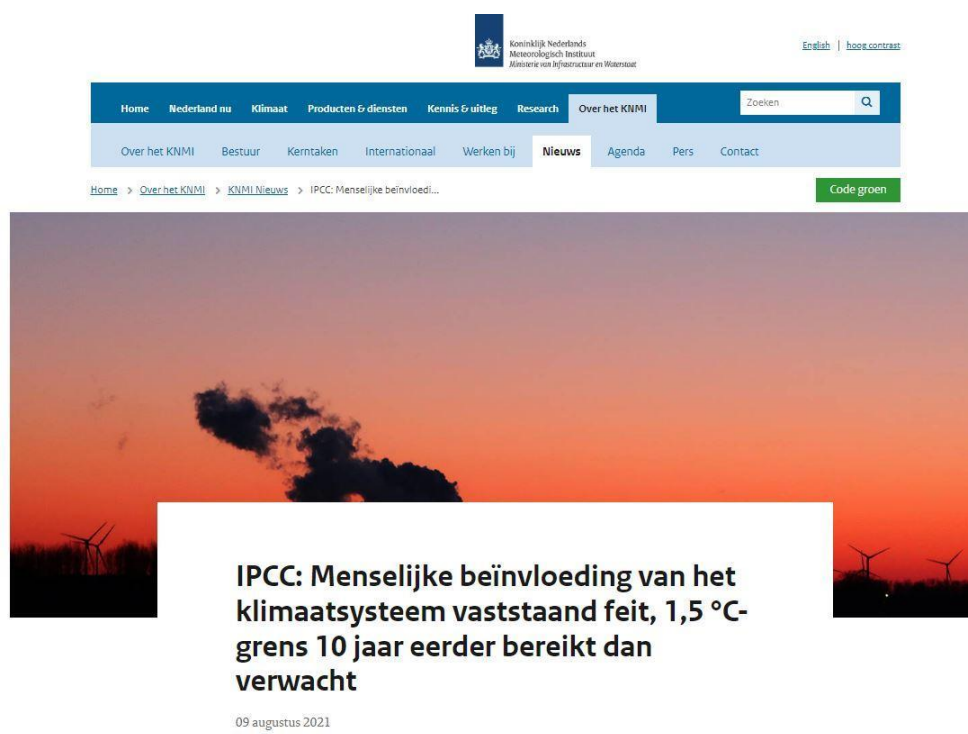 Koninklijk Nederlands
Meteorologisch Instituut
Ministerie van Infrastructuur en Waterstaat
English | hoog contrast
Home Nederland nu Klimaat Producten & diensten Kennis & uitleg Research Over het KNMI
Zoeken
Over het KNMI Bestuur Kerntaken Internationaal Werken bij Nieuws Agenda Pers Contact
Home > Over het KNMI > KNMI Nieuws > IPCC: Menselijke beïnvloedi...
Code groen
IPCC: Menselijke beïnvloeding van het
klimaatsysteem vaststaand feit, 1,5 °C-
grens 10 jaar eerder bereikt dan
verwacht
09 augustus 2021